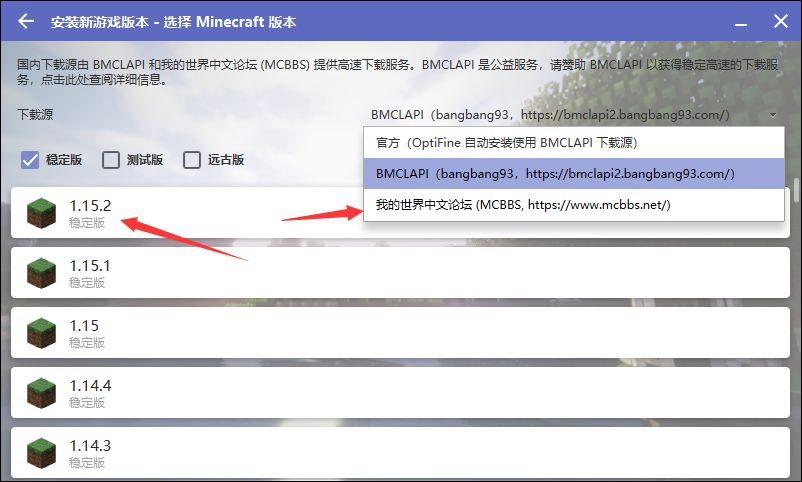 安装新游戏版本 - 选择 Minecraft 版本
国内下载源由 BMCLAPI 和我的世界中文论坛 (MCBBS) 提供高速下载服务。BMCLAPI 是公益服务，请赞助 BMCLAPI 以获得稳定高速的下载服
务，点击此处查阅详细信息。
下载源
BMCLAPI（bangbang93，https://bmclapi2.bangbang93.com/）
官方（OptiFine 自动安装使用 BMCLAPI 下载源）
BMCLAPI（bangbang93，https://bmclapi2.bangbang93.com/）
我的世界中文论坛 (MCBBS, https://www.mcbbs.net/)
稳定版 测试版 远古版
1.15.2
稳定版
1.15.1
稳定版
1.15
稳定版
1.14.4
稳定版
1.14.3
稳定版